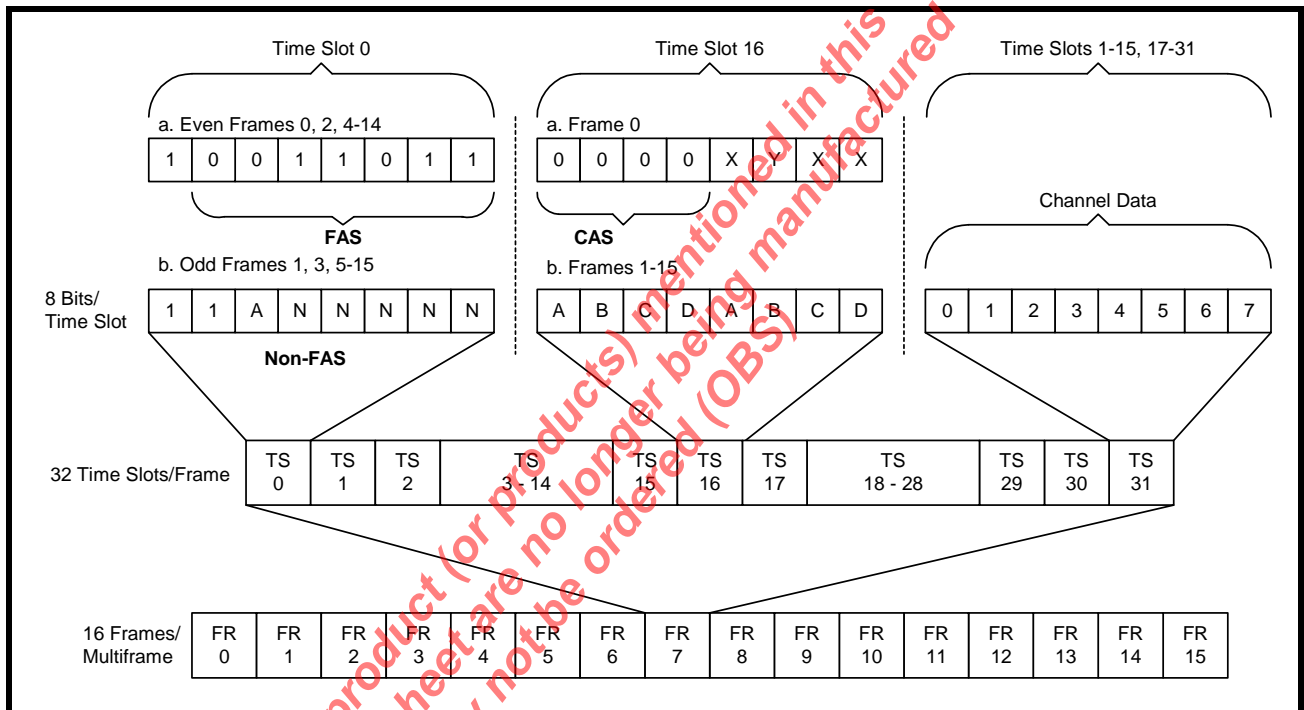 Time Slot 0
Time Slot 16
Time Slots 1-15, 17-31
a. Even Frames 0, 2, 4-14
a. Frame 0
1 0 0 1 1 0 1 1
0 0 0 0 X Y X X
Channel Data
FAS
CAS
b. Odd Frames 1, 3, 5-15
b. Frames 1-15
8 Bits/
Time Slot
1 1 A N N N N N
A B C D A B C D
0 1 2 3 4 5 6 7
Non-FAS
32 Time Slots/Frame
TS TS TS TS TS TS TS TS TS TS TS
0 1 2 3 - 14 15 16 17 18 - 28 29 30 31
16 Frames/
Multiframe
FR FR FR FR FR FR FR FR FR FR FR FR FR FR FR FR
0 1 2 3 4 5 6 7 8 9 10 11 12 13 14 15
product (or products) mentioned in this
sheet are no longer being manufactured
not be ordered (OBS)